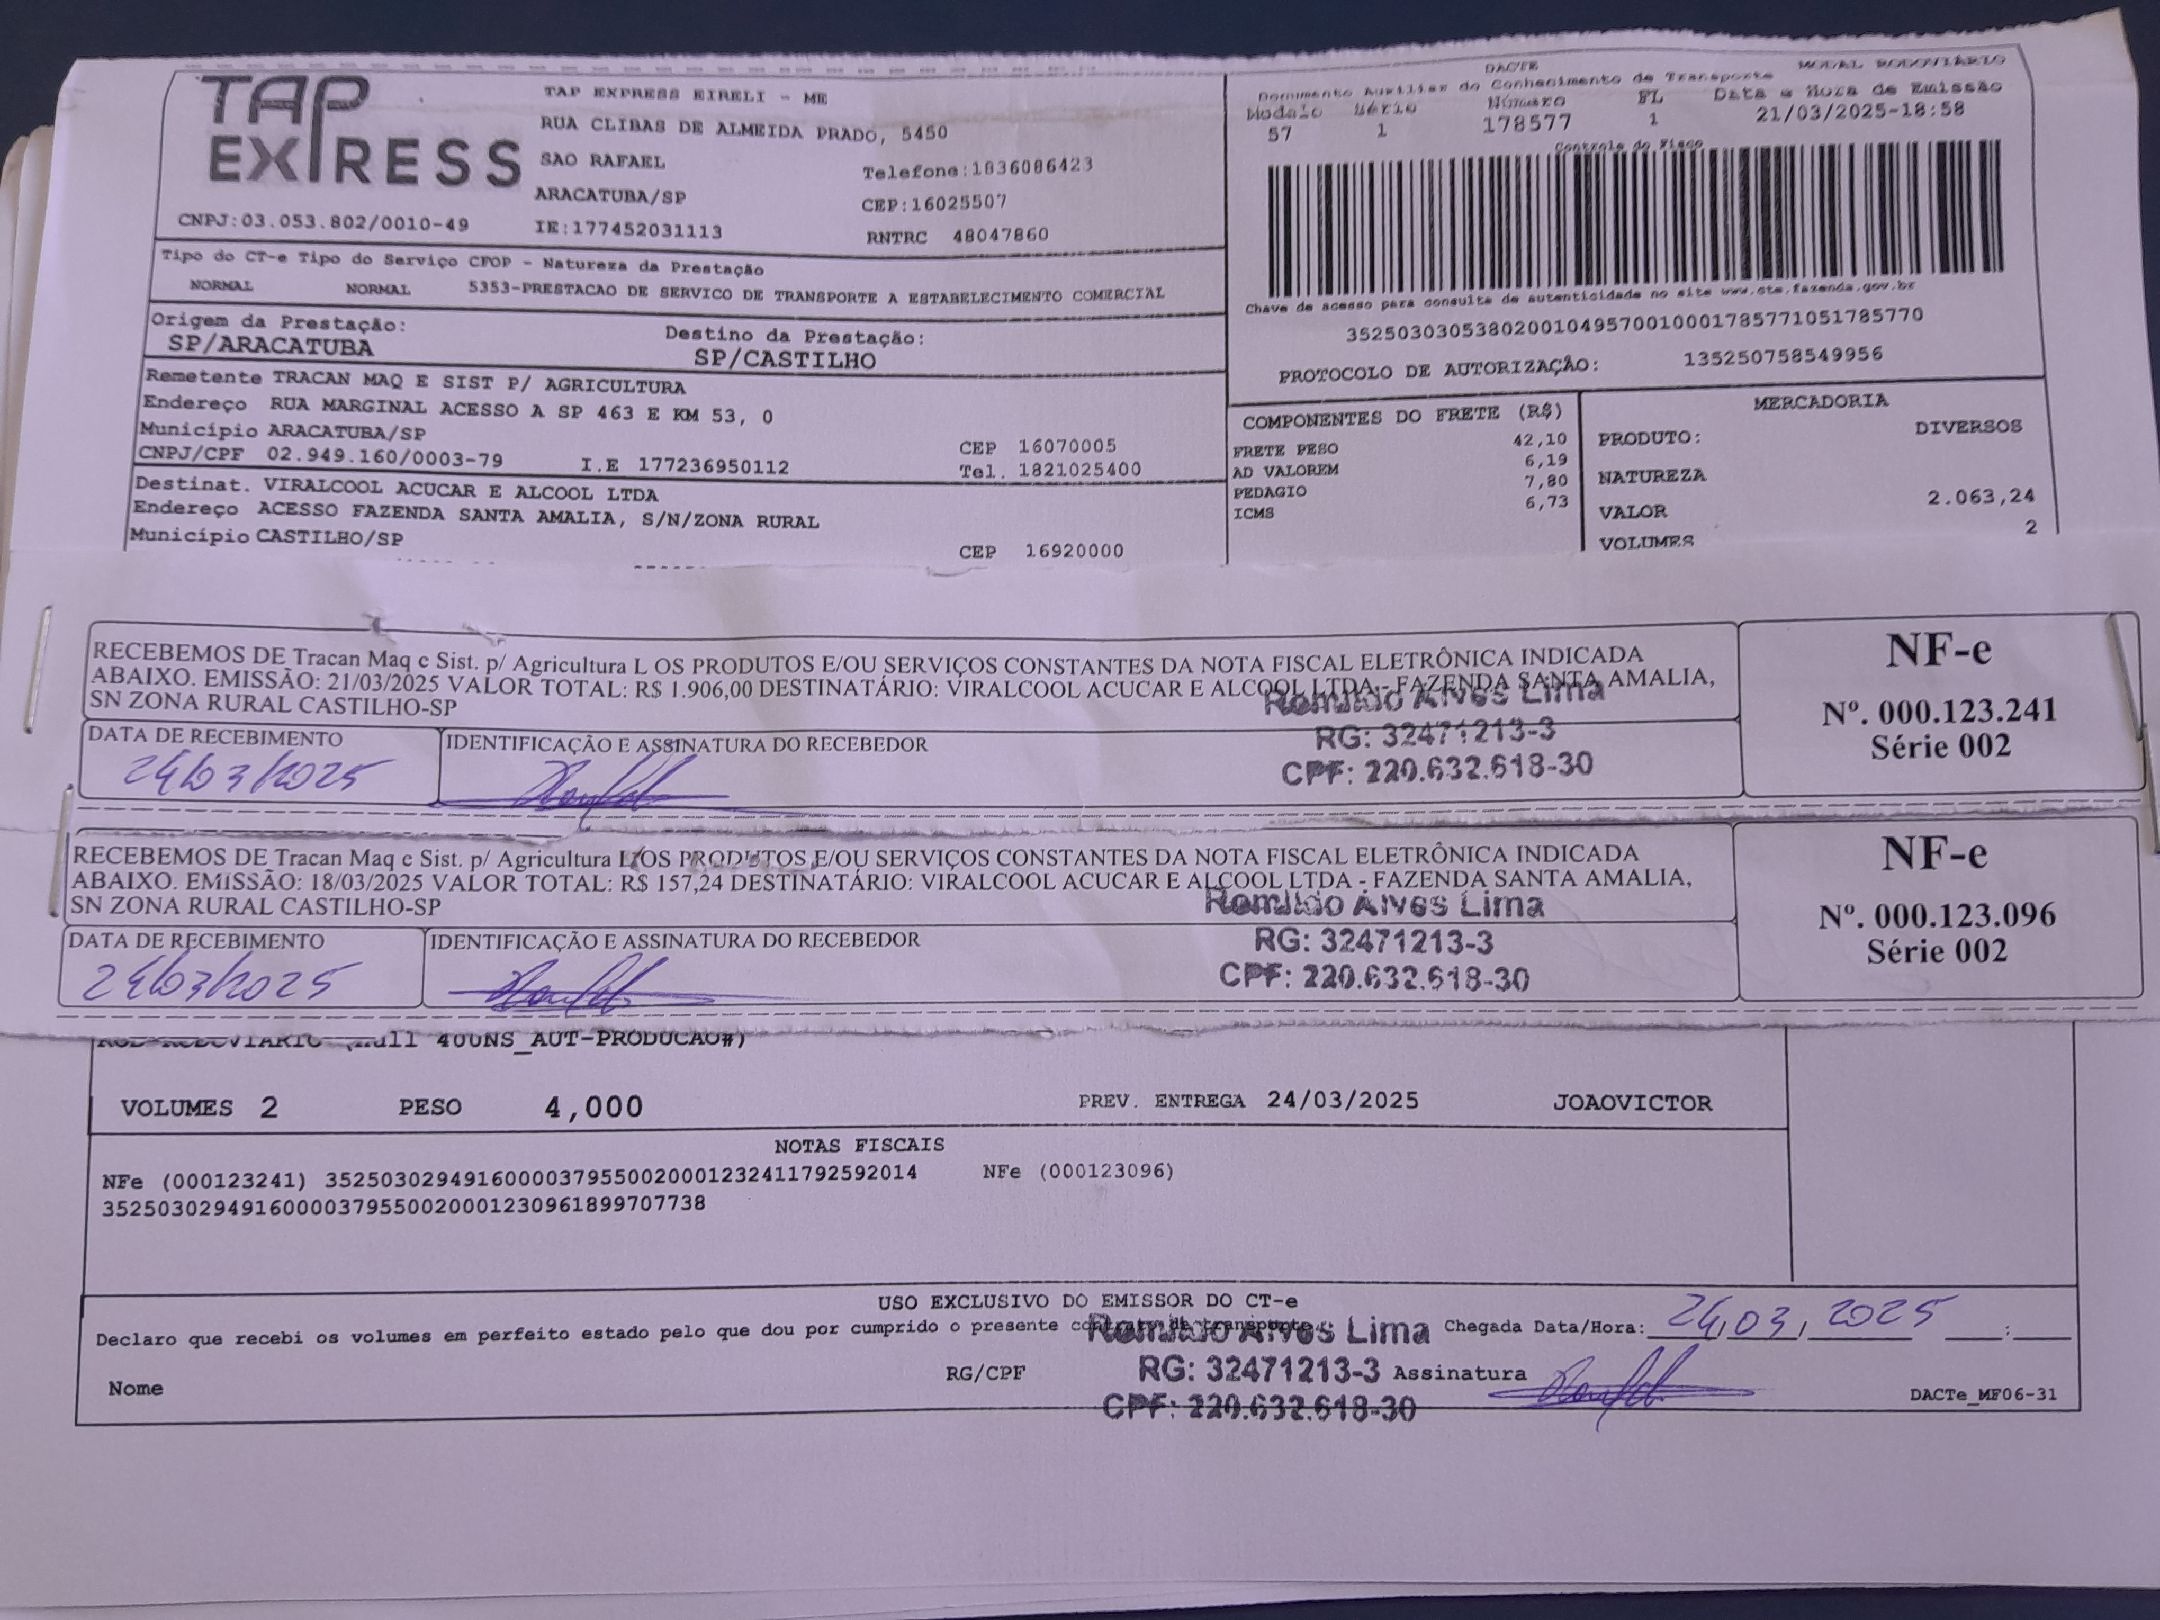 TAP EXPRESS
TAP EXPRESS EIRELI - ME
RUA CLIBAS DE ALMEIDA PRADO, 5450
SAO RAFAEL
Telefone:1836086423
ARACATUBA/SP
CEP:16025507
CNPJ:03.053.802/0010-49
IE:177452031113
RNTRC 48047860
DACTE
MODAL RODOVIÁRIO
Documento Auxiliar do Conhecimento de Transporte
Modelo Série Número FL Data e Hora de Emissão
57 1 178577 1 21/03/2025-18:58
Controle do Fisco
Chave de acesso para consulta de autenticidade no site www.cte.fazenda.gov.br
35250303053802001049570010001785771051785770
PROTOCOLO DE AUTORIZAÇÃO: 135250758549956
Tipo do CT-e Tipo do Serviço CFOP - Natureza da Prestação
NORMAL NORMAL 5353-PRESTACAO DE SERVICO DE TRANSPORTE A ESTABELECIMENTO COMERCIAL
Origem da Prestação: Destino da Prestação:
SP/ARACATUBA SP/CASTILHO
Remetente TRACAN MAQ E SIST P/ AGRICULTURA
Endereço RUA MARGINAL ACESSO A SP 463 E KM 53, 0
Município ARACATUBA/SP CEP 16070005
CNPJ/CPF 02.949.160/0003-79 I.E 177236950112 Tel. 1821025400
Destinat. VIRALCOOL ACUCAR E ALCOOL LTDA
Endereço ACESSO FAZENDA SANTA AMALIA, S/N/ZONA RURAL
Município CASTILHO/SP CEP 16920000
COMPONENTES DO FRETE (R$)
FRETE PESO 42,10
AD VALOREM 6,19
PEDAGIO 7,80
ICMS 6,73
MERCADORIA
PRODUTO: DIVERSOS
NATUREZA
VALOR 2.063,24
VOLUMES 2
RECEBEMOS DE Tracan Maq e Sist. p/ Agricultura L OS PRODUTOS E/OU SERVIÇOS CONSTANTES DA NOTA FISCAL ELETRÔNICA INDICADA
ABAIXO. EMISSÃO: 21/03/2025 VALOR TOTAL: R$ 1.906,00 DESTINATÁRIO: VIRALCOOL ACUCAR E ALCOOL LTDA - FAZENDA SANTA AMALIA,
SN ZONA RURAL CASTILHO-SP
Romildo Alves Lima
RG: 32471213-3
CPF: 220.632.618-30
DATA DE RECEBIMENTO
24/03/2025
IDENTIFICAÇÃO E ASSINATURA DO RECEBEDOR
NF-e
Nº. 000.123.241
Série 002
RECEBEMOS DE Tracan Maq e Sist. p/ Agricultura L OS PRODUTOS E/OU SERVIÇOS CONSTANTES DA NOTA FISCAL ELETRÔNICA INDICADA
ABAIXO. EMISSÃO: 18/03/2025 VALOR TOTAL: R$ 157,24 DESTINATÁRIO: VIRALCOOL ACUCAR E ALCOOL LTDA - FAZENDA SANTA AMALIA,
SN ZONA RURAL CASTILHO-SP
Romildo Alves Lima
RG: 32471213-3
CPF: 220.632.618-30
DATA DE RECEBIMENTO
24/03/2025
IDENTIFICAÇÃO E ASSINATURA DO RECEBEDOR
NF-e
Nº. 000.123.096
Série 002
(null 400NS_AUT-PRODUCAO#)
VOLUMES 2 PESO 4,000 PREV. ENTREGA 24/03/2025 JOAOVICTOR
NOTAS FISCAIS
NFe (000123241) 35250302949160000379550020001232411792592014 NFe (000123096)
35250302949160000379550020001230961899707738
USO EXCLUSIVO DO EMISSOR DO CT-e
Declaro que recebi os volumes em perfeito estado pelo que dou por cumprido o presente contrato de transporte.
Romildo Alves Lima
RG: 32471213-3
CPF: 220.632.618-30
Chegada Data/Hora: 24, 03, 2025 :
Nome RG/CPF Assinatura
DACTe_MF06-31